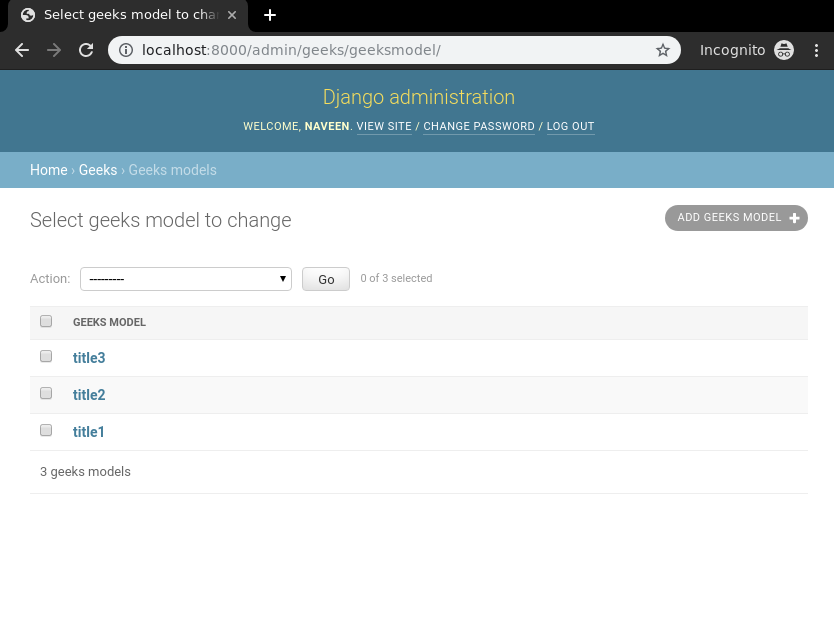 Select geeks model to cha
localhost:8000/admin/geeks/geeksmodel/
Incognito
Django administration
WELCOME, NAVEEN. VIEW SITE / CHANGE PASSWORD / LOG OUT
Home › Geeks › Geeks models
Select geeks model to change
ADD GEEKS MODEL
Action: --------- Go 0 of 3 selected
GEEKS MODEL
title3
title2
title1
3 geeks models